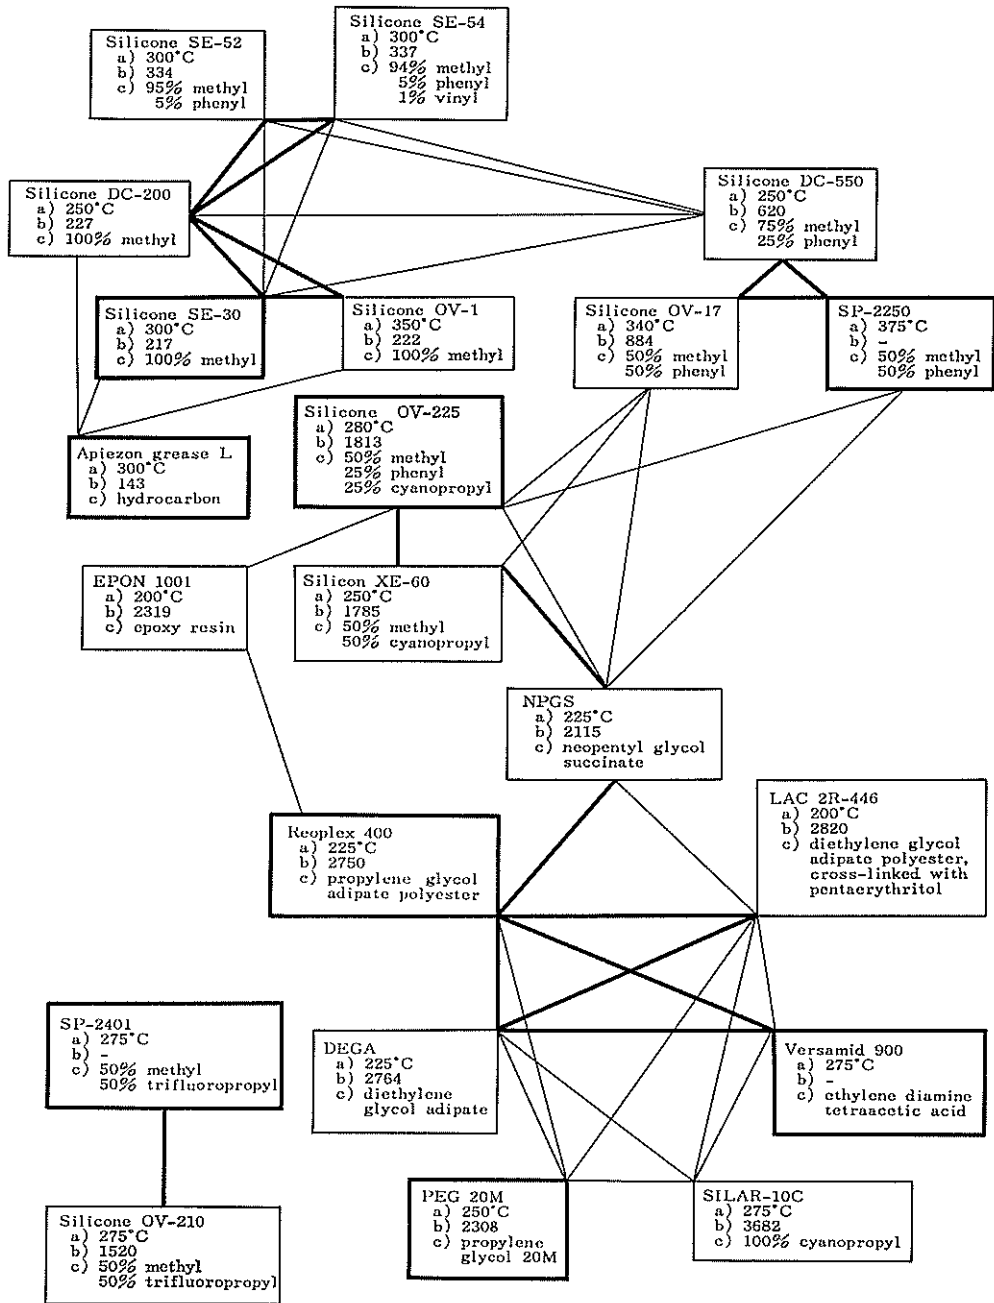 Silicone SE-52
a) 300°C
b) 334
c) 95% methyl
5% phenyl
Silicone SE-54
a) 300°C
b) 337
c) 94% methyl
5% phenyl
1% vinyl
Silicone DC-200
a) 250°C
b) 227
c) 100% methyl
Silicone DC-550
a) 250°C
b) 620
c) 75% methyl
25% phenyl
Silicone SE-30
a) 300°C
b) 217
c) 100% methyl
Silicone OV-1
a) 350°C
b) 222
c) 100% methyl
Silicone OV-17
a) 340°C
b) 884
c) 50% methyl
50% phenyl
SP-2250
a) 375°C
b) -
c) 50% methyl
50% phenyl
Silicone OV-225
a) 280°C
b) 1813
c) 50% methyl
25% phenyl
25% cyanopropyl
Apiezon grease L
a) 300°C
b) 143
c) hydrocarbon
EPON 1001
a) 200°C
b) 2319
c) epoxy resin
Silicon XE-60
a) 250°C
b) 1785
c) 50% methyl
50% cyanopropyl
NPGS
a) 225°C
b) 2115
c) neopentyl glycol
succinate
LAC 2R-446
a) 200°C
b) 2820
c) diethylene glycol
adipate polyester,
cross-linked with
pentaerythritol
Reoplex 400
a) 225°C
b) 2750
c) propylene glycol
adipate polyester
SP-2401
a) 275°C
b) -
c) 50% methyl
50% trifluoropropyl
DEGA
a) 225°C
b) 2764
c) diethylene
glycol adipate
Versamid 900
a) 275°C
b) -
c) ethylene diamine
tetraacetic acid
PEG 20M
a) 250°C
b) 2308
c) propylene
glycol 20M
SILAR-10C
a) 275°C
b) 3682
c) 100% cyanopropyl
Silicone OV-210
a) 275°C
b) 1520
c) 50% methyl
50% trifluoropropyl